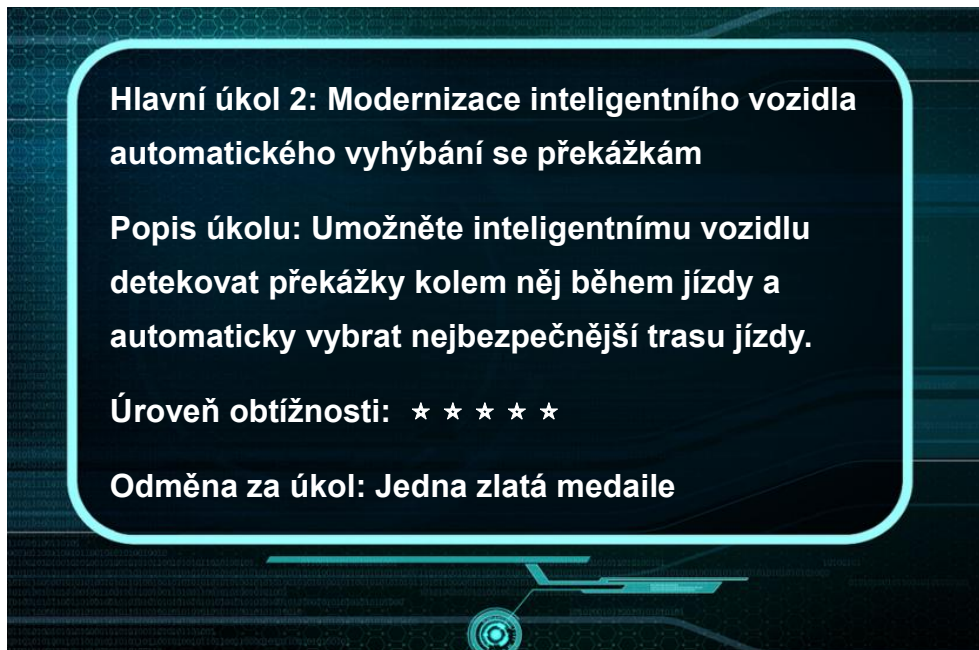 Hlavní úkol 2: Modernizace inteligentního vozidla
automatického vyhýbání se překážkám
Popis úkolu: Umožněte inteligentnímu vozidlu
detekovat překážky kolem něj během jízdy a
automaticky vybrat nejbezpečnější trasu jízdy.
Úroveň obtížnosti: ★ ★ ★ ★ ★
Odměna za úkol: Jedna zlatá medaile